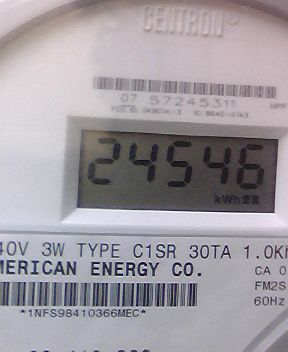 CENTRON
07 57245311
24546
kWh
40V 3W TYPE C1SR 30TA 1.0K
MERICAN ENERGY CO.
CA 0
FM2S
60Hz
*1NFS98410366MEC*